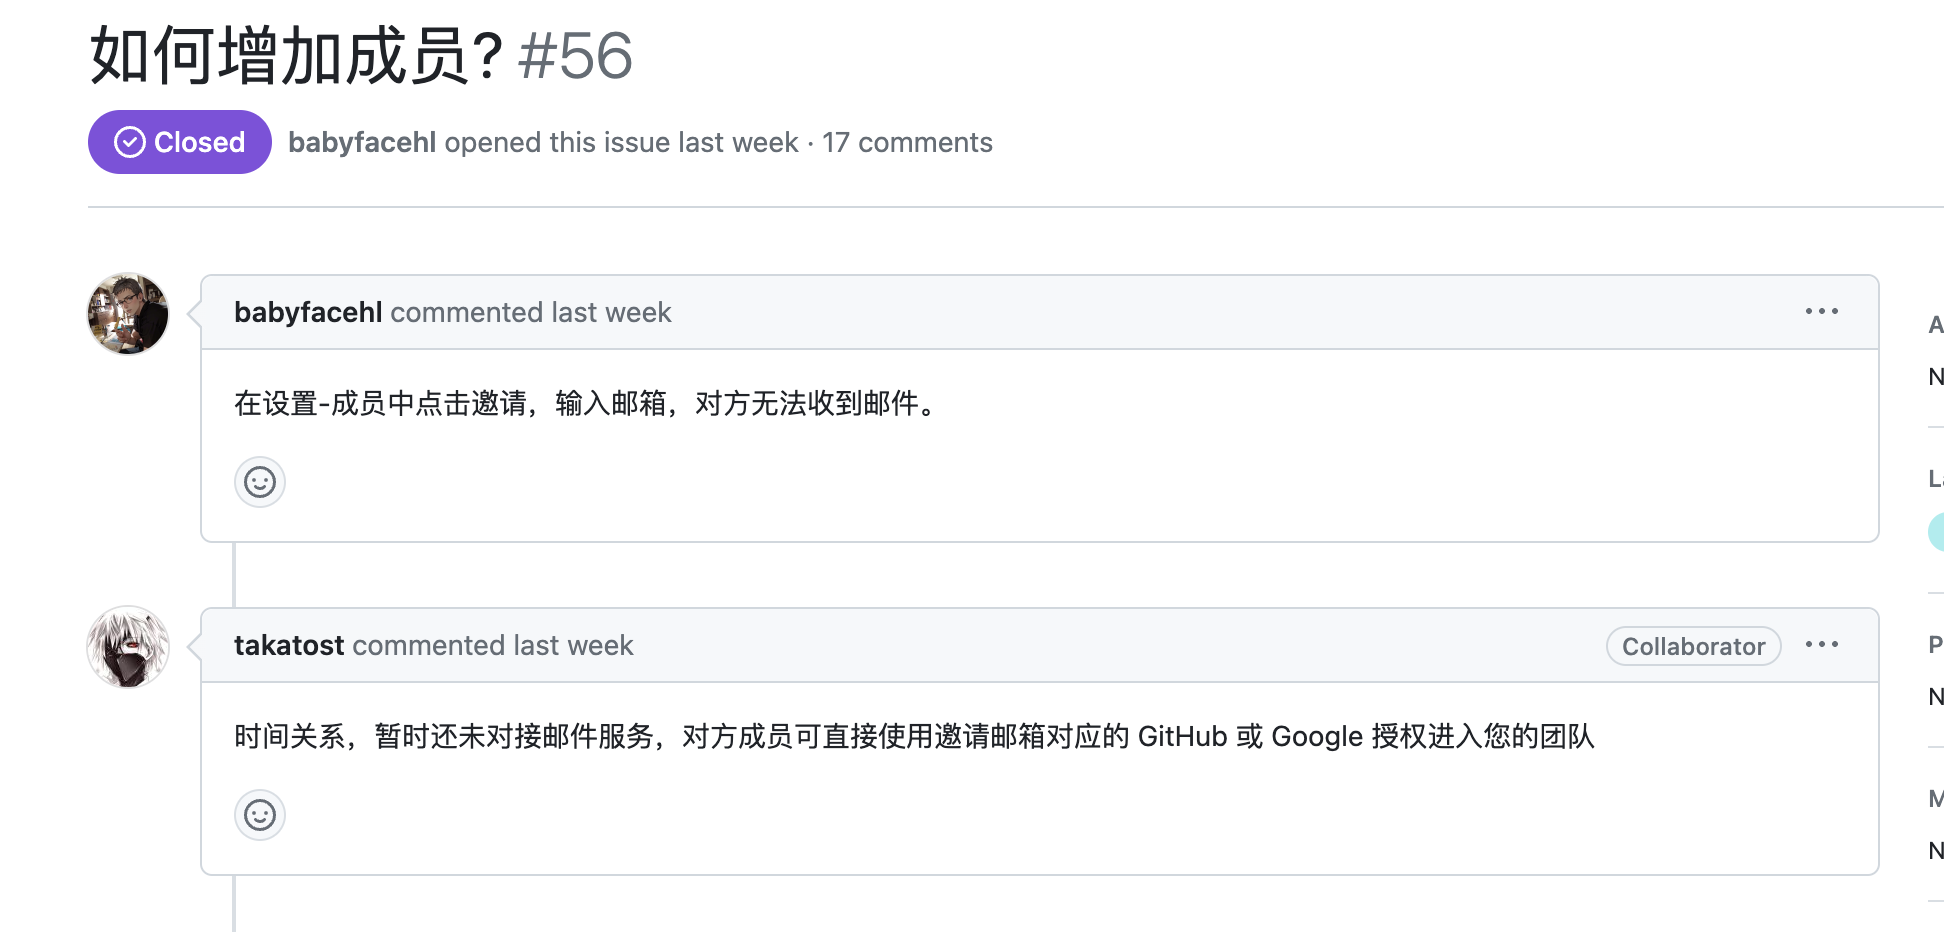 如何增加成员? #56
Closed babyfacehl opened this issue last week · 17 comments
babyfacehl commented last week
在设置-成员中点击邀请，输入邮箱，对方无法收到邮件。
takatost commented last week Collaborator
时间关系，暂时还未对接邮件服务，对方成员可直接使用邀请邮箱对应的 GitHub 或 Google 授权进入您的团队